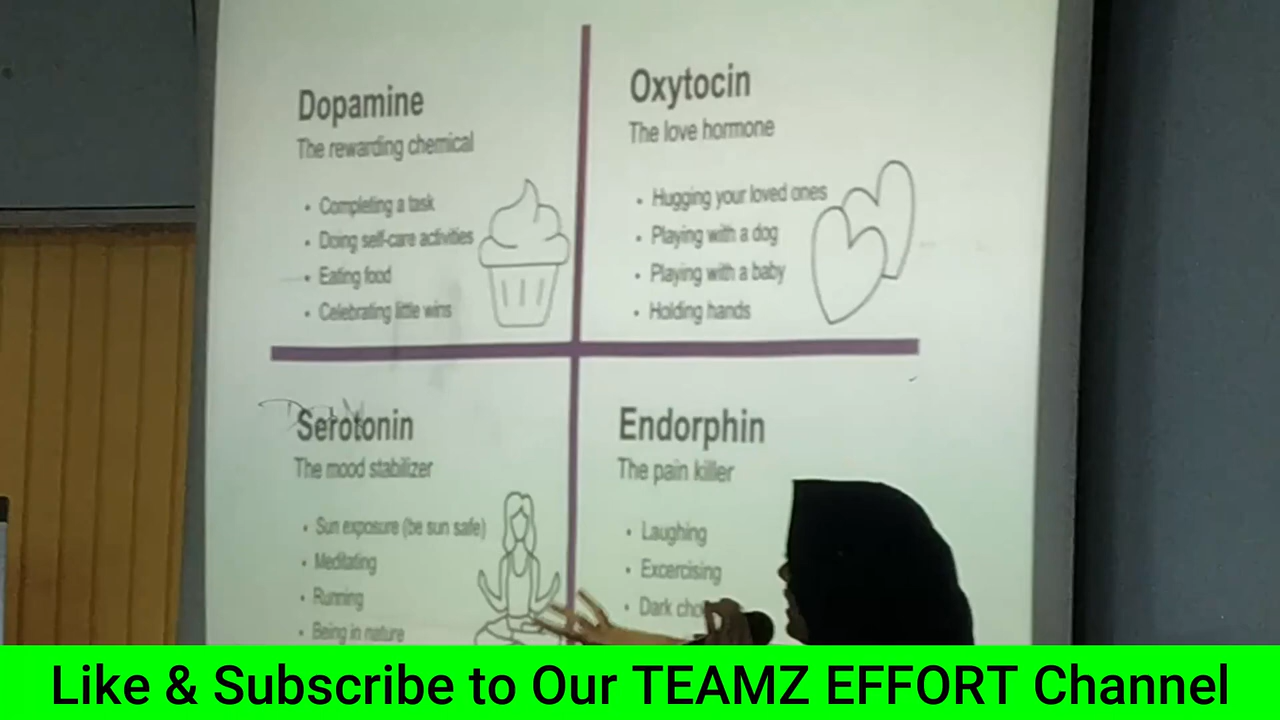 Dopamine
The rewarding chemical
• Completing a task
• Doing self-care activities
• Eating food
• Celebrating little wins
Oxytocin
The love hormone
• Hugging your loved ones
• Playing with a dog
• Playing with a baby
• Holding hands
Serotonin
The mood stabilizer
• Sun exposure (be sun safe)
• Meditating
• Running
• Being in nature
Endorphin
The pain killer
• Laughing
• Excercising
• Dark
Like & Subscribe to Our TEAMZ EFFORT Channel